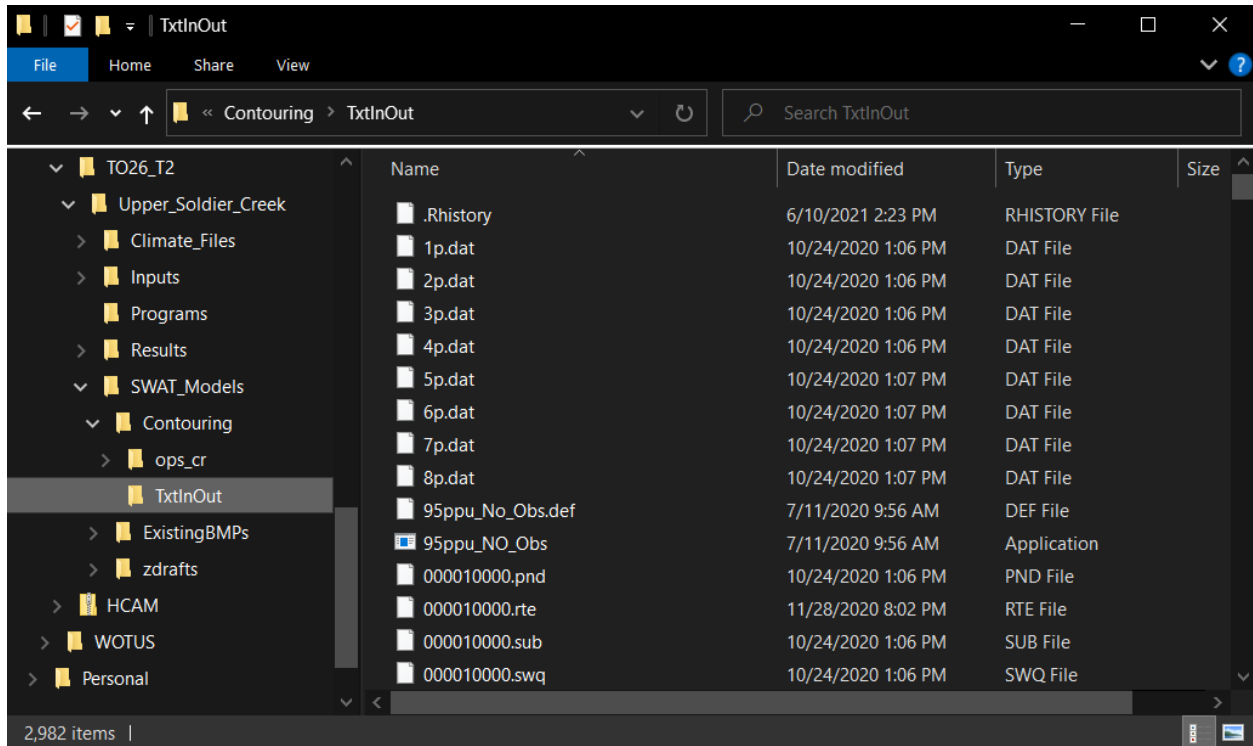 TxtInOut
File Home Share View
« Contouring > TxtInOut Search TxtInOut
TO26_T2
Upper_Soldier_Creek
Climate_Files
Inputs
Programs
Results
SWAT_Models
Contouring
ops_cr
TxtInOut
ExistingBMPs
zdrafts
HCAM
WOTUS
Personal
Name Date modified Type Size
.Rhistory 6/10/2021 2:23 PM RHISTORY File
1p.dat 10/24/2020 1:06 PM DAT File
2p.dat 10/24/2020 1:06 PM DAT File
3p.dat 10/24/2020 1:06 PM DAT File
4p.dat 10/24/2020 1:06 PM DAT File
5p.dat 10/24/2020 1:07 PM DAT File
6p.dat 10/24/2020 1:07 PM DAT File
7p.dat 10/24/2020 1:07 PM DAT File
8p.dat 10/24/2020 1:07 PM DAT File
95ppu_No_Obs.def 7/11/2020 9:56 AM DEF File
95ppu_NO_Obs 7/11/2020 9:56 AM Application
000010000.pnd 10/24/2020 1:06 PM PND File
000010000.rte 11/28/2020 8:02 PM RTE File
000010000.sub 10/24/2020 1:06 PM SUB File
000010000.swq 10/24/2020 1:06 PM SWQ File
2,982 items